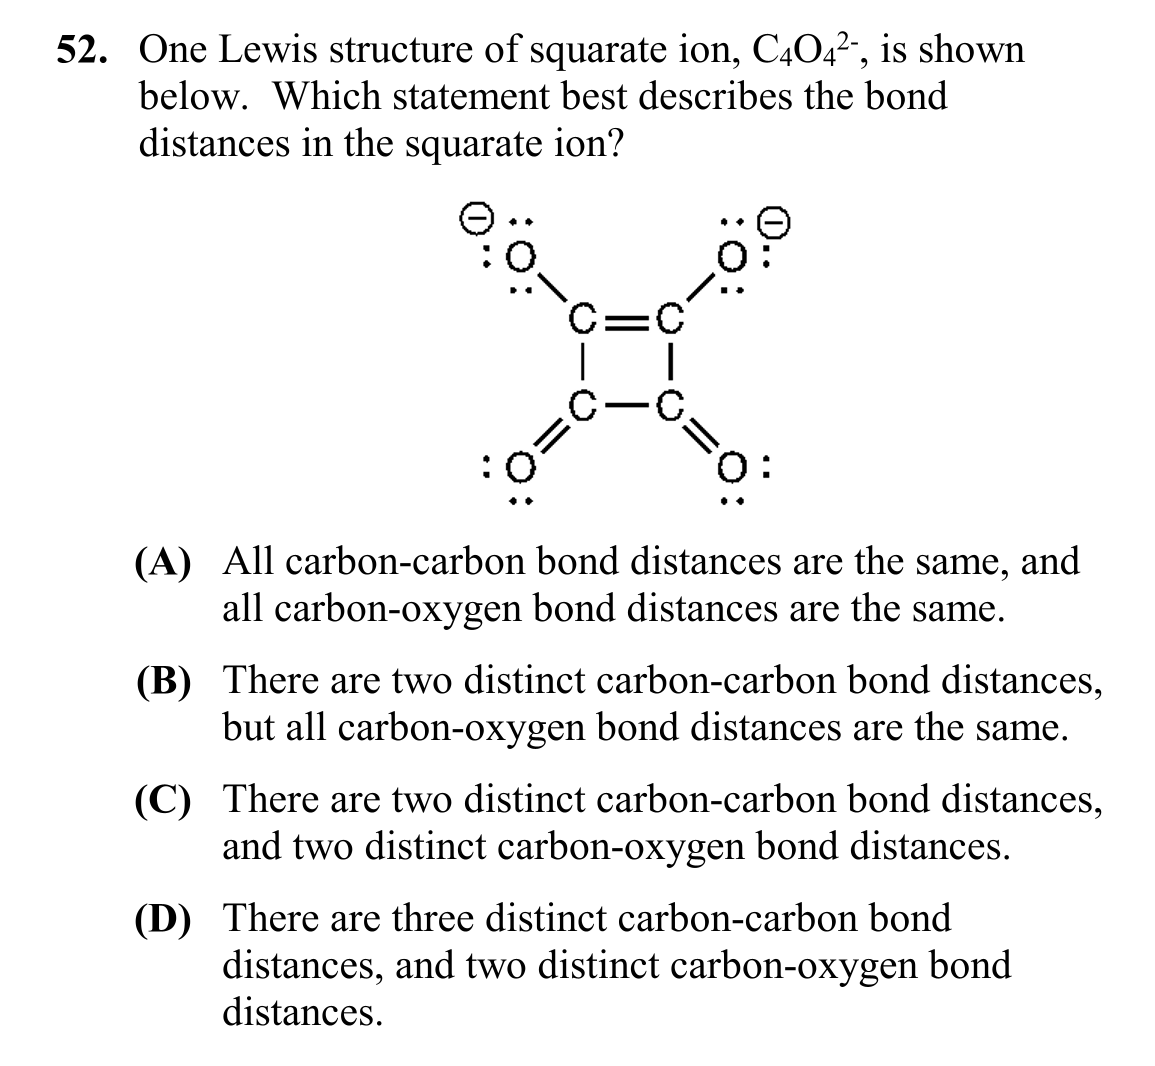 52. One Lewis structure of squarate ion, C₄O₄²⁻, is shown
below. Which statement best describes the bond
distances in the squarate ion?
⊖ ¨ ¨ ⊖
:O O:
¨ ¨
C=C
| |
C—C
:O O:
¨ ¨
(A) All carbon-carbon bond distances are the same, and
all carbon-oxygen bond distances are the same.
(B) There are two distinct carbon-carbon bond distances,
but all carbon-oxygen bond distances are the same.
(C) There are two distinct carbon-carbon bond distances,
and two distinct carbon-oxygen bond distances.
(D) There are three distinct carbon-carbon bond
distances, and two distinct carbon-oxygen bond
distances.